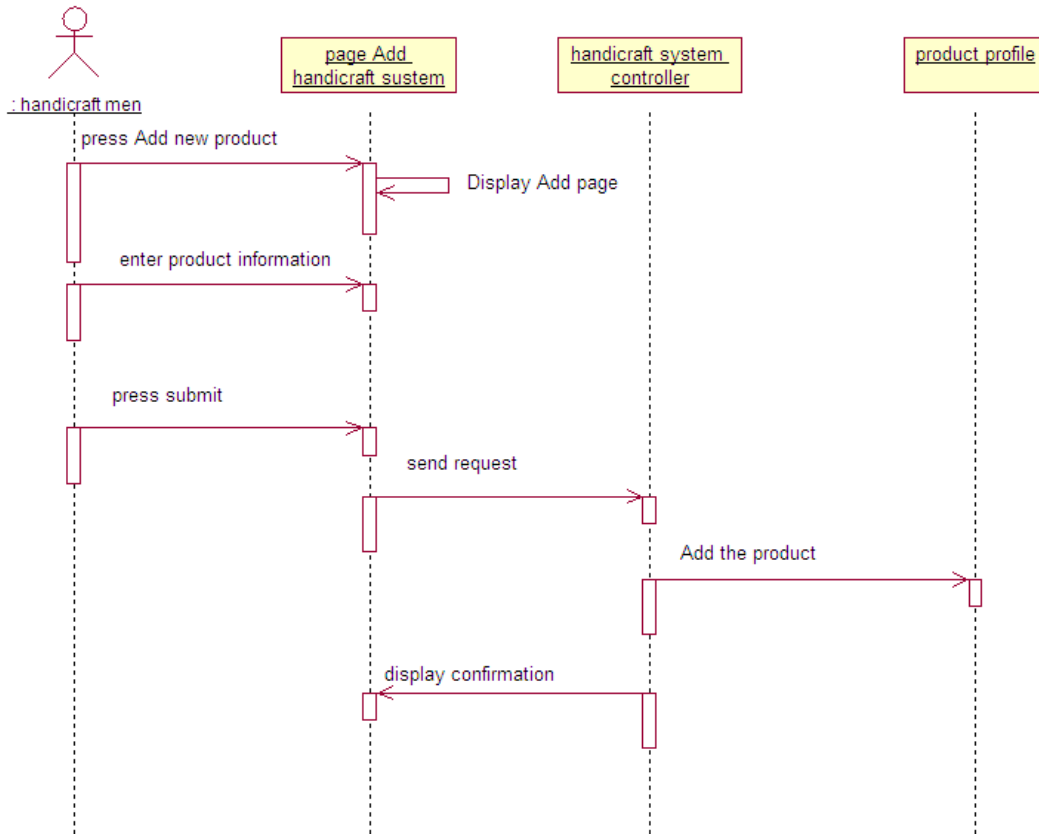 : handicraft men
page Add
handicraft sustem
handicraft system
controller
product profile
press Add new product
Display Add page
enter product information
press submit
send request
Add the product
display confirmation